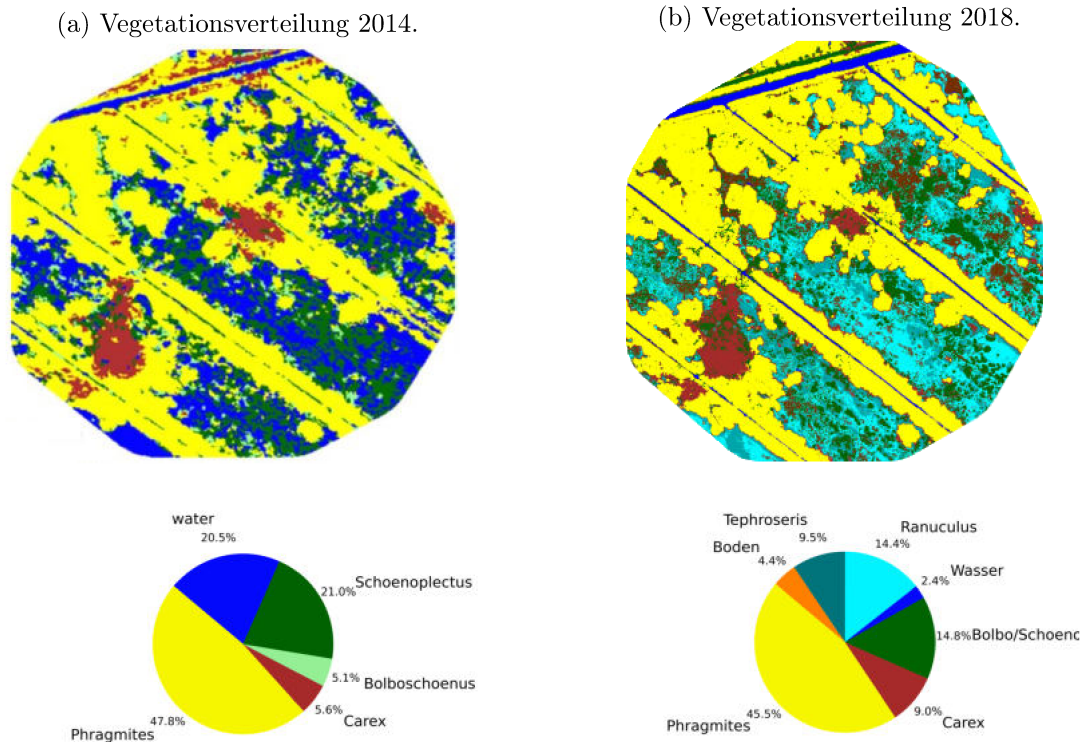 (a) Vegetationsverteilung 2014.
(b) Vegetationsverteilung 2018.
water
20.5%
Schoenoplectus
21.0%
5.1%
Bolboschoenus
5.6%
Carex
47.8%
Phragmites
Tephroseris
9.5%
Boden
4.4%
Ranuculus
14.4%
Wasser
2.4%
14.8%
Bolbo/Schoeno
9.0%
Carex
45.5%
Phragmites